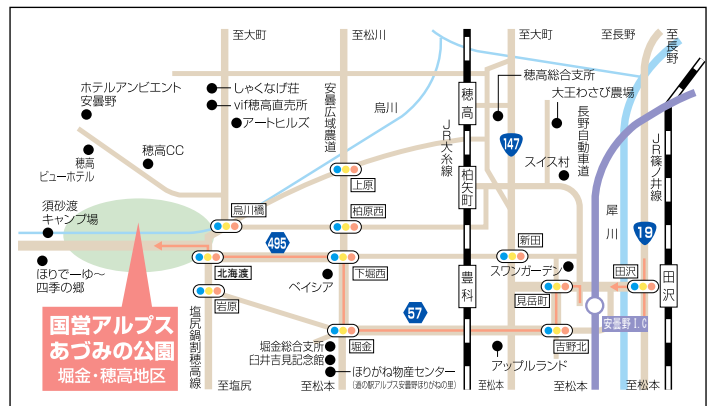 至大町
至松川
至大町
至長野
至長野
ホテルアンビエント
安曇野
しゃくなげ荘
vif穂高直売所
アートヒルズ
安曇広域農道
烏川
穂高
JR大糸線
柏矢町
豊科
穂高総合支所
大王わさび農場
147
長野自動車道
スイス村
JR篠ノ井線
犀川
19
田沢
穂高
ビューホテル
穂高CC
上原
須砂渡
キャンプ場
烏川橋
柏原西
495
新田
北海渡
下堀西
スワンガーデン
田沢
ほりでーゆ〜
四季の郷
ベイシア
見岳町
岩原
57
安曇野I.C
国営アルプス
あづみの公園
堀金・穂高地区
塩尻鍋割穂高線
堀金
吉野北
堀金総合支所
臼井吉見記念館
ほりがね物産センター
(道の駅アルプス安曇野ほりがねの里)
アップルランド
至塩尻
至松本
至松本
至松本
至松本